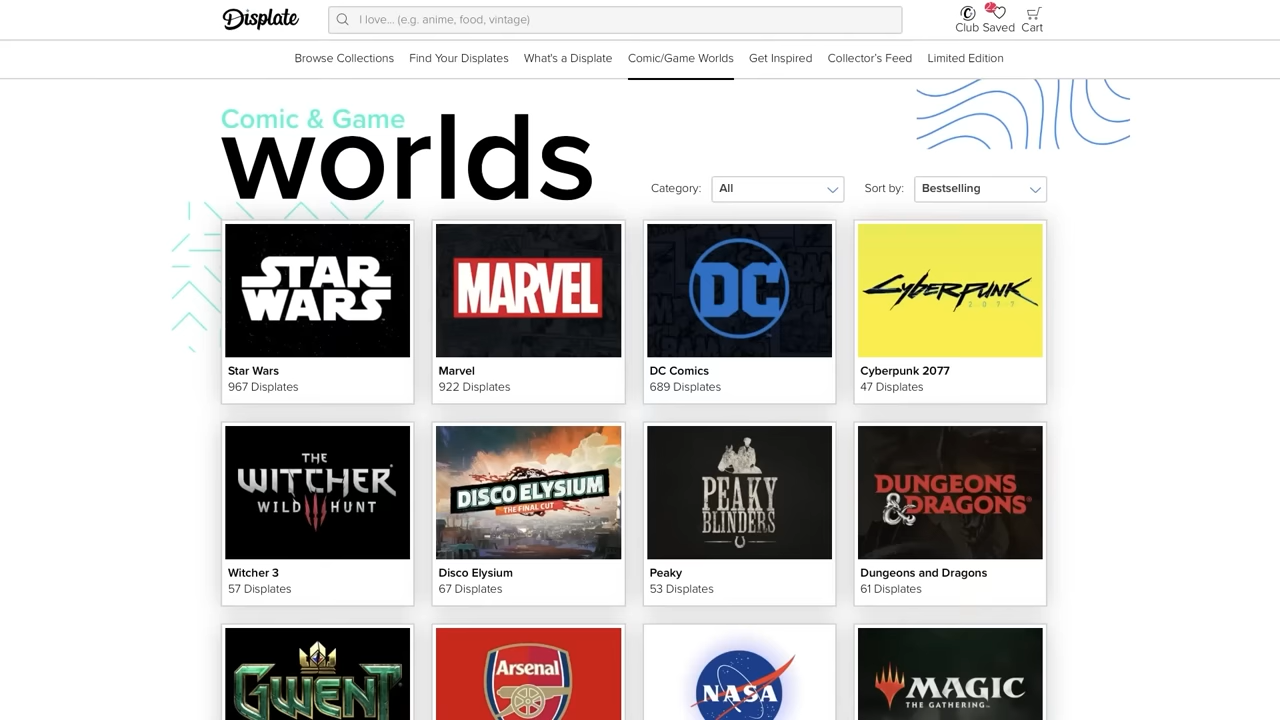 Displate
I love... (e.g. anime, food, vintage)
Club Saved Cart
Browse Collections Find Your Displates What's a Displate Comic/Game Worlds Get Inspired Collector's Feed Limited Edition
Comic & Game
worlds
Category: All Sort by: Bestselling
STAR
WARS
Star Wars
967 Displates
MARVEL
Marvel
922 Displates
DC
DC Comics
689 Displates
Cyberpunk
2077
Cyberpunk 2077
47 Displates
THE
WITCHER
WILD HUNT
Witcher 3
57 Displates
DISCO ELYSIUM
THE FINAL CUT
Disco Elysium
67 Displates
PEAKY
BLINDERS
Peaky
53 Displates
DUNGEONS
& DRAGONS
Dungeons and Dragons
61 Displates
GWENT
Arsenal
NASA
MAGIC
THE GATHERING